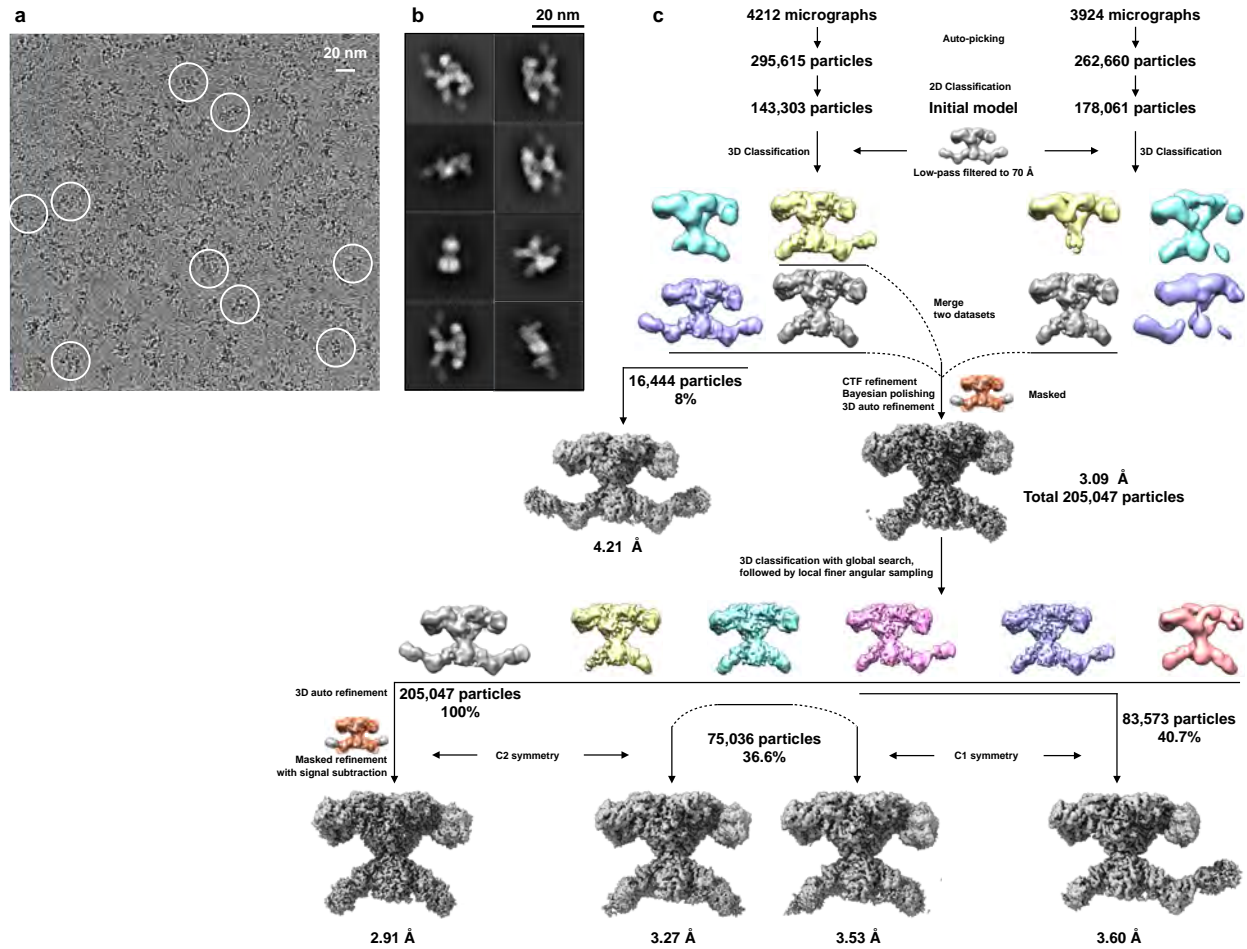 a
20 nm
b
20 nm
c
4212 micrographs
3924 micrographs
Auto-picking
295,615 particles
262,660 particles
2D Classification
143,303 particles
Initial model
178,061 particles
3D Classification
3D Classification
Low-pass filtered to 70 Å
Merge
two datasets
16,444 particles
8%
CTF refinement
Bayesian polishing
3D auto refinement
Masked
3.09 Å
Total 205,047 particles
4.21 Å
3D classification with global search,
followed by local finer angular sampling
3D auto refinement
205,047 particles
100%
Masked refinement
with signal subtraction
C2 symmetry
75,036 particles
36.6%
C1 symmetry
83,573 particles
40.7%
2.91 Å
3.27 Å
3.53 Å
3.60 Å